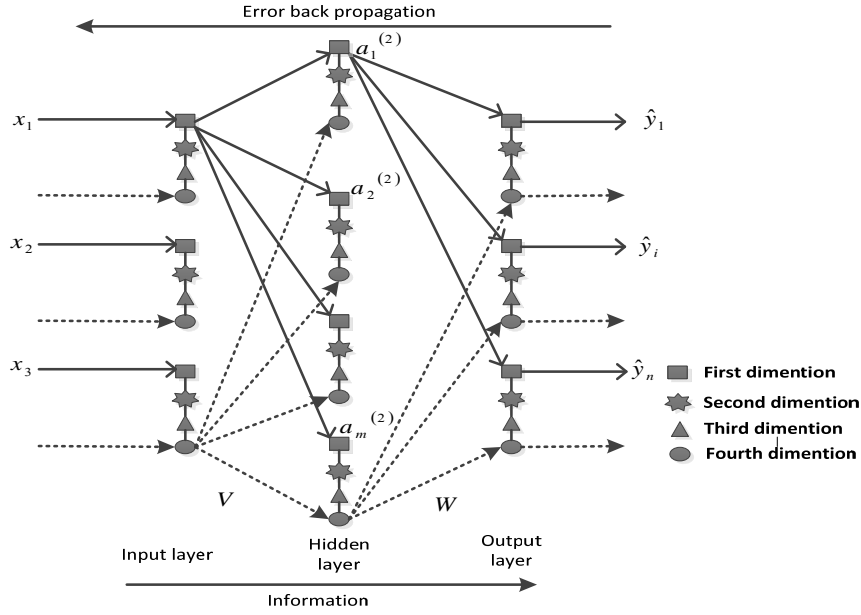 Error back propagation
a₁⁽²⁾
x₁
ŷ₁
a₂⁽²⁾
x₂
ŷᵢ
x₃
ŷₙ
First dimention
Second dimention
aₘ⁽²⁾
Third dimention
Fourth dimention
V
W
Input layer
Hidden
layer
Output
layer
Information